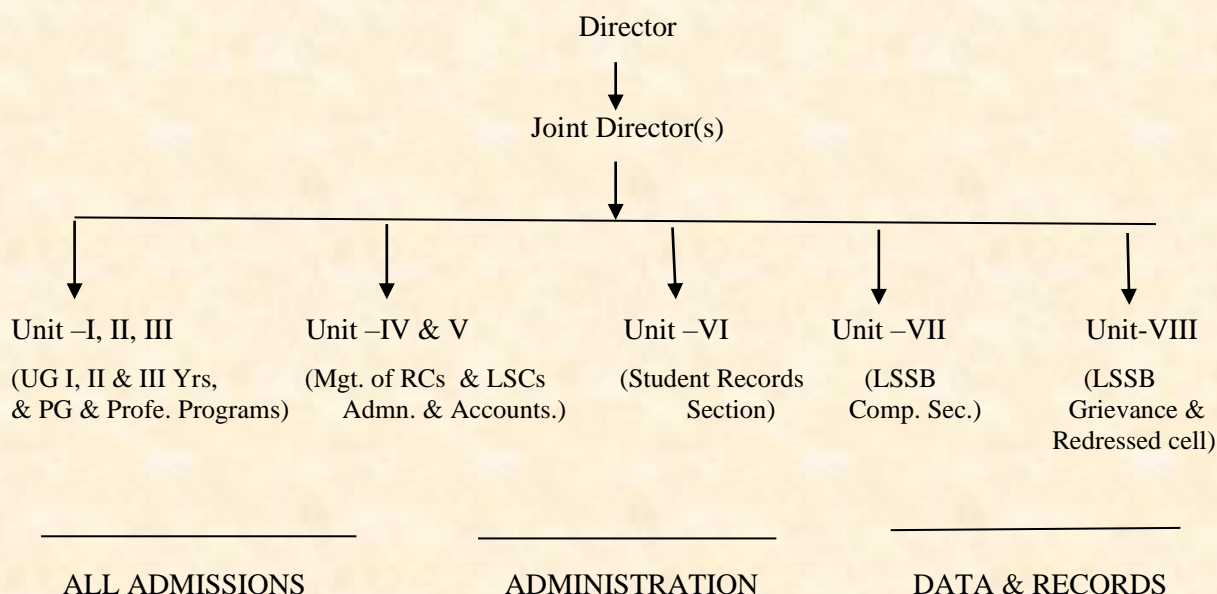 Director
Joint Director(s)
Unit –I, II, III
(UG I, II & III Yrs,
& PG & Profe. Programs)
Unit –IV & V
(Mgt. of RCs & LSCs
Admn. & Accounts.)
Unit –VI
(Student Records
Section)
Unit –VII
(LSSB
Comp. Sec.)
Unit-VIII
(LSSB
Grievance &
Redressed cell)
ALL ADMISSIONS
ADMINISTRATION
DATA & RECORDS